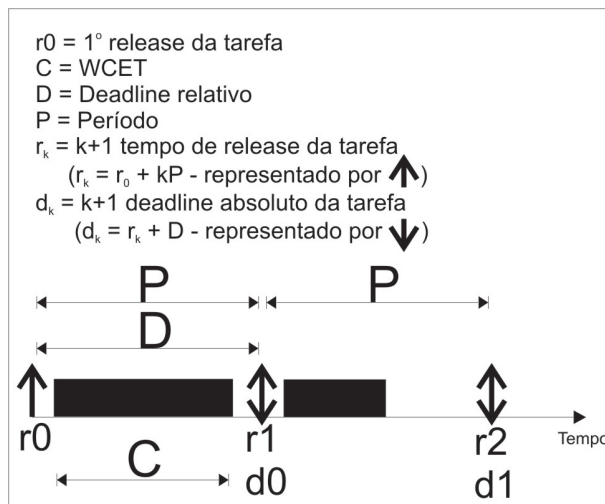 r0 = 1° release da tarefa
C = WCET
D = Deadline relativo
P = Período
rk = k+1 tempo de release da tarefa
(rk = r0 + kP - representado por ↑)
dk = k+1 deadline absoluto da tarefa
(dk = rk + D - representado por ↓)
P P
D
r0 r1 r2 Tempo
C d0 d1